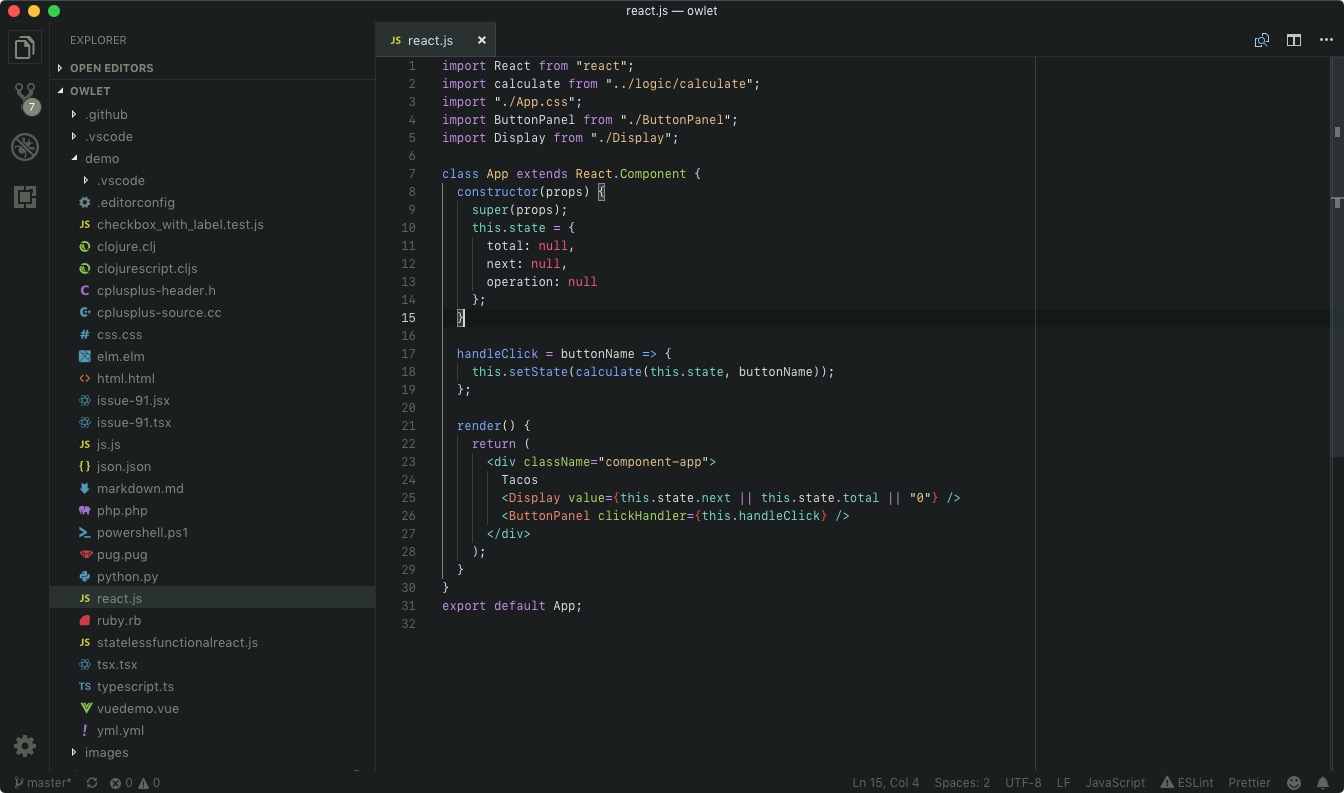 react.js — owlet
EXPLORER
OPEN EDITORS
OWLET
.github
.vscode
demo
.vscode
.editorconfig
JS checkbox_with_label.test.js
clojure.clj
clojurescript.cljs
C cplusplus-header.h
C+ cplusplus-source.cc
# css.css
elm.elm
<> html.html
issue-91.jsx
issue-91.tsx
JS js.js
{} json.json
markdown.md
php.php
powershell.ps1
pug.pug
python.py
JS react.js
ruby.rb
JS statelessfunctionalreact.js
tsx.tsx
TS typescript.ts
vuedemo.vue
! yml.yml
images
7
JS react.js ×
1 import React from "react";
2 import calculate from "../logic/calculate";
3 import "./App.css";
4 import ButtonPanel from "./ButtonPanel";
5 import Display from "./Display";
6
7 class App extends React.Component {
8 constructor(props) {
9 super(props);
10 this.state = {
11 total: null,
12 next: null,
13 operation: null
14 };
15 }
16
17 handleClick = buttonName => {
18 this.setState(calculate(this.state, buttonName));
19 };
20
21 render() {
22 return (
23 <div className="component-app">
24 Tacos
25 <Display value={this.state.next || this.state.total || "0"} />
26 <ButtonPanel clickHandler={this.handleClick} />
27 </div>
28 );
29 }
30 }
31 export default App;
32
master* 0 0 Ln 15, Col 4 Spaces: 2 UTF-8 LF JavaScript ESLint Prettier